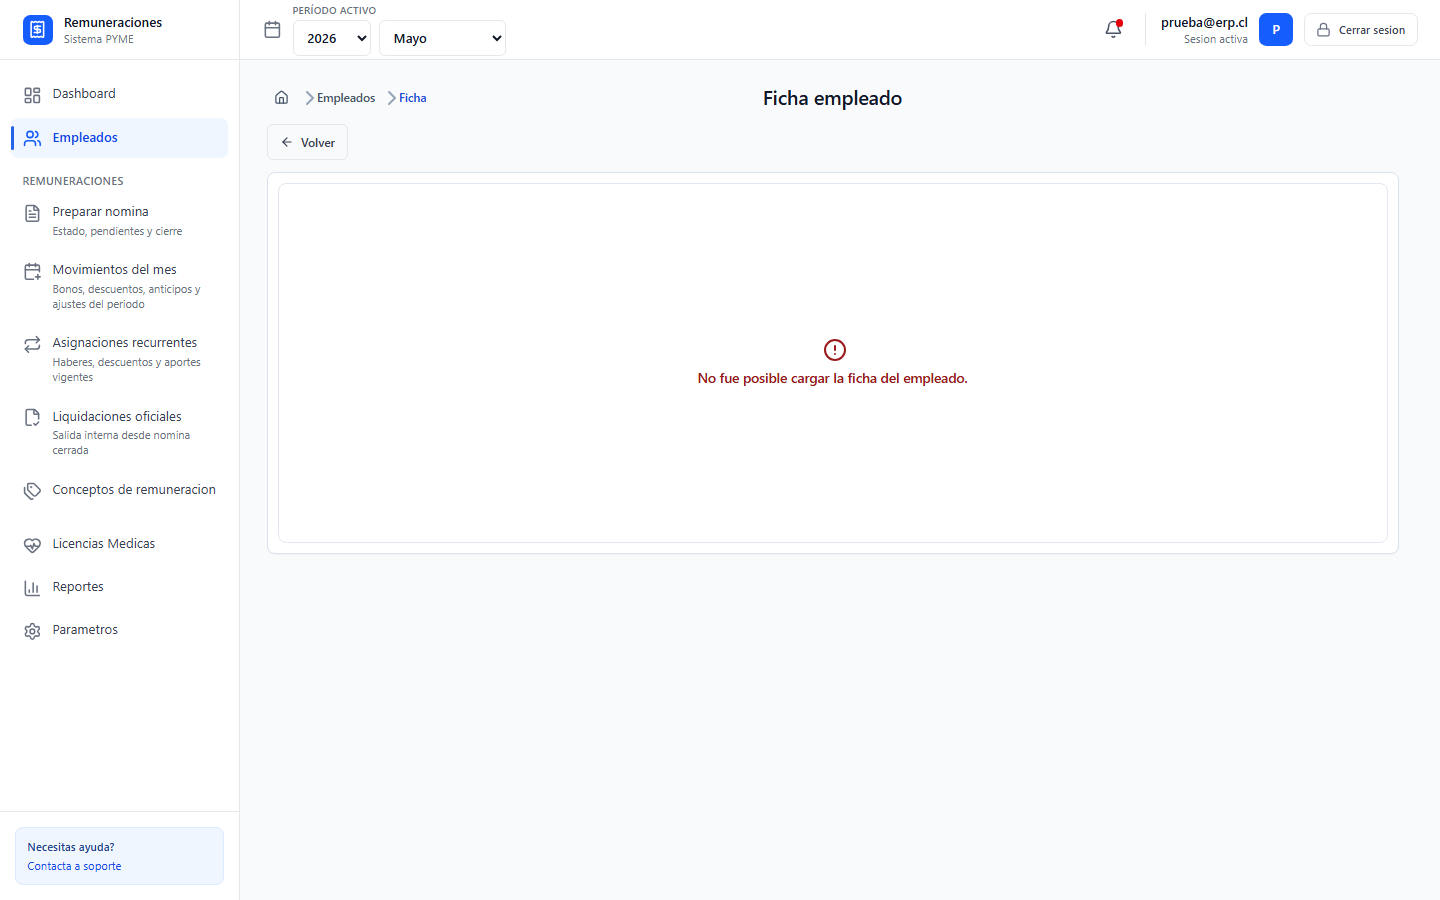 Remuneraciones
Sistema PYME
PERÍODO ACTIVO
2026
Mayo
prueba@erp.cl
Sesion activa
P
Cerrar sesion
Dashboard
Empleados
REMUNERACIONES
Preparar nomina
Estado, pendientes y cierre
Movimientos del mes
Bonos, descuentos, anticipos y
ajustes del periodo
Asignaciones recurrentes
Haberes, descuentos y aportes
vigentes
Liquidaciones oficiales
Salida interna desde nomina
cerrada
Conceptos de remuneracion
Licencias Medicas
Reportes
Parametros
Necesitas ayuda?
Contacta a soporte
Empleados
Ficha
Ficha empleado
Volver
No fue posible cargar la ficha del empleado.